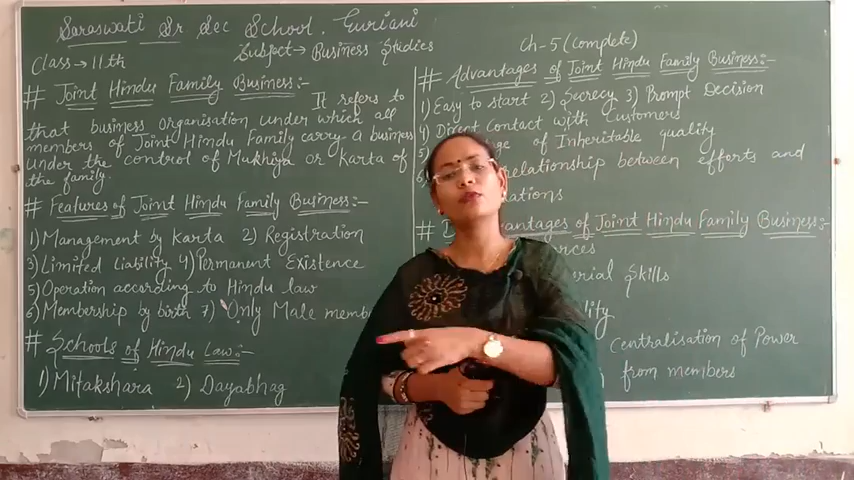 Saraswati Sr Sec School. Guriani
Subject → Business Studies
Ch-5 (complete)
Class → 11th
# Joint Hindu Family Business:-
It refers to
that business organisation under which all
members of Joint Hindu Family carry a business
under the control of Mukhiya or Karta of
the family.
# Features of Joint Hindu Family Business:-
1) Management by Karta 2) Registration
3) Limited Liability 4) Permanent Existence
5) Operation according to Hindu law
6) Membership by birth 7) Only Male memb
# Schools of Hindu Law:-
1) Mitakshara 2) Dayabhag
# Advantages of Joint Hindu Family Business:-
1) Easy to start 2) Secrecy 3) Prompt Decision
4) Direct Contact with Customers
5) ge of Inheritable quality
6) relationship between efforts and
# D vantages of Joint Hindu Family Business:-
erial Skills
lity
Centralisation of Power
from members